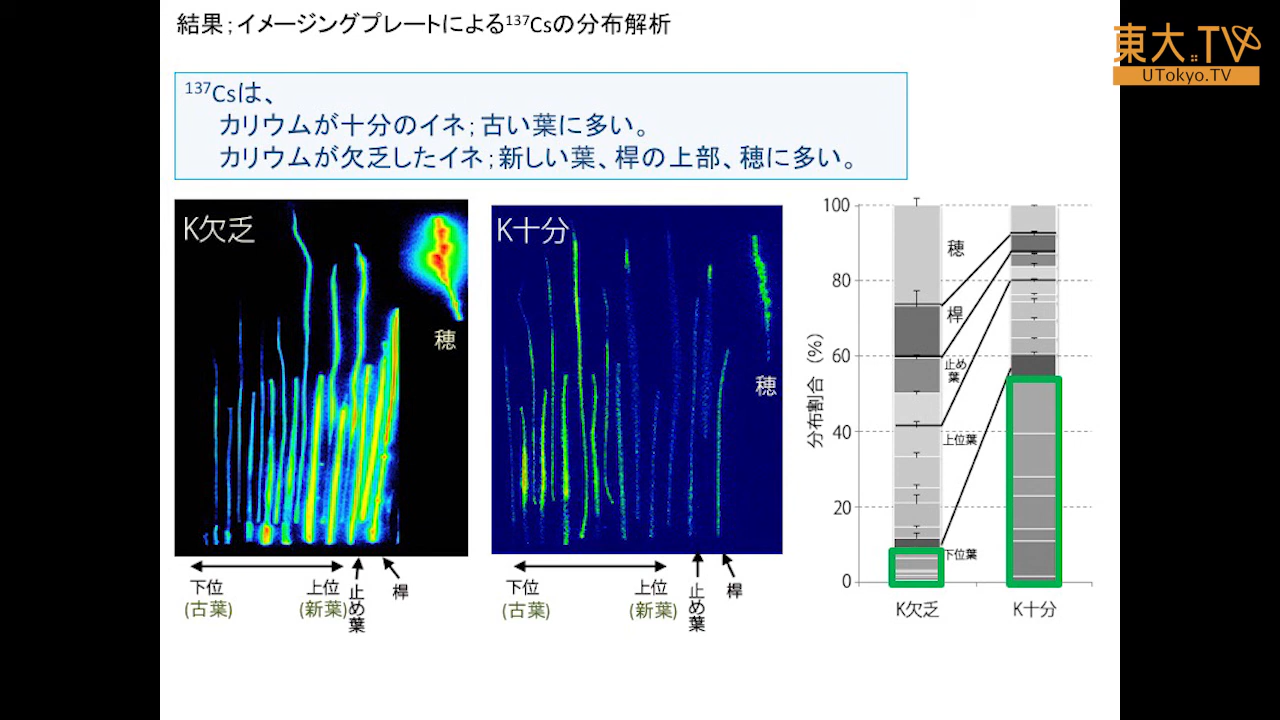 結果；イメージングプレートによる¹³⁷Csの分布解析
東大.TV
UTokyo.TV
¹³⁷Csは、
カリウムが十分のイネ；古い葉に多い。
カリウムが欠乏したイネ；新しい葉、桿の上部、穂に多い。
K欠乏
穂
下位
(古葉)
上位
(新葉)
止め葉
桿
K十分
穂
下位
(古葉)
上位
(新葉)
止め葉
桿
分布割合（%）
100
80
60
40
20
0
穂
桿
止め
葉
上位葉
下位葉
K欠乏
K十分